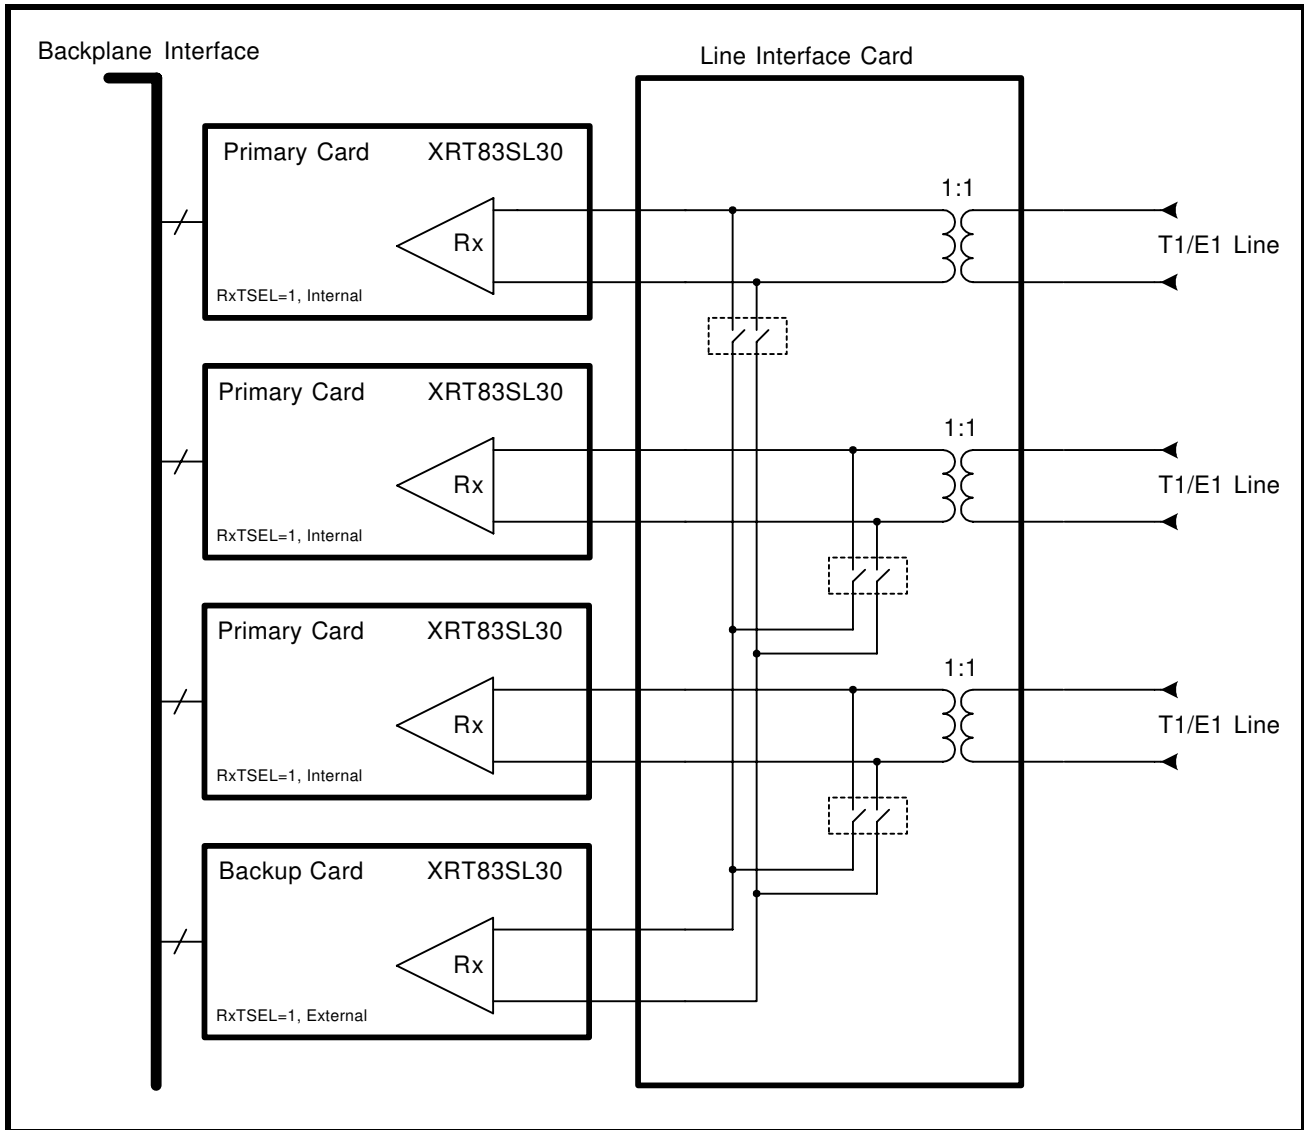 Backplane Interface
Line Interface Card
Primary Card XRT83SL30
1:1
Rx
T1/E1 Line
RxTSEL=1, Internal
Primary Card XRT83SL30
1:1
Rx
T1/E1 Line
RxTSEL=1, Internal
Primary Card XRT83SL30
1:1
Rx
T1/E1 Line
RxTSEL=1, Internal
Backup Card XRT83SL30
Rx
RxTSEL=1, External